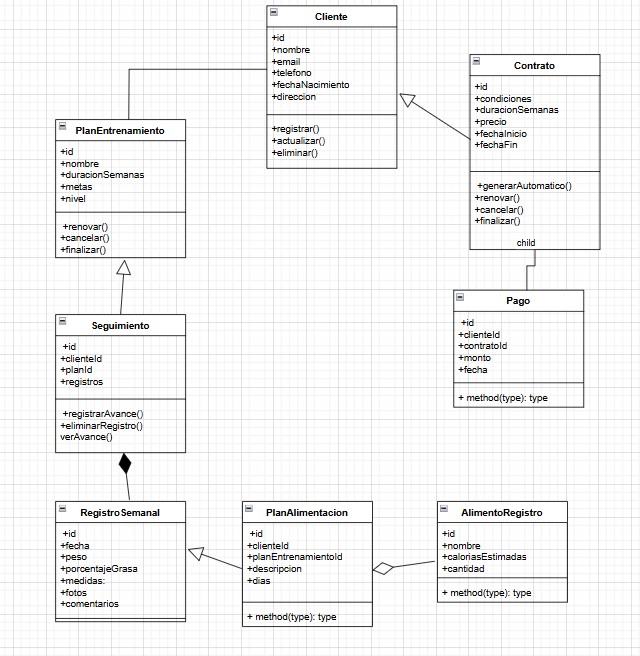 Cliente
+id
+nombre
+email
+telefono
+fechaNacimiento
+direccion
+registrar()
+actualizar()
+eliminar()
Contrato
+id
+condiciones
+duracionSemanas
+precio
+fechaInicio
+fechaFin
+generarAutomatico()
+renovar()
+cancelar()
+finalizar()
child
PlanEntrenamiento
+id
+nombre
+duracionSemanas
+metas
+nivel
+renovar()
+cancelar()
+finalizar()
Pago
+id
+clienteId
+contratoId
+monto
+fecha
+ method(type): type
Seguimiento
+id
+clienteId
+planId
+registros
+registrarAvance()
+eliminarRegistro()
verAvance()
RegistroSemanal
+id
+fecha
+peso
+porcentajeGrasa
+medidas:
+fotos
+comentarios
PlanAlimentacion
+id
+clienteId
+planEntrenamientoId
+descripcion
+dias
+ method(type): type
AlimentoRegistro
+id
+nombre
+caloriasEstimadas
+cantidad
+ method(type): type